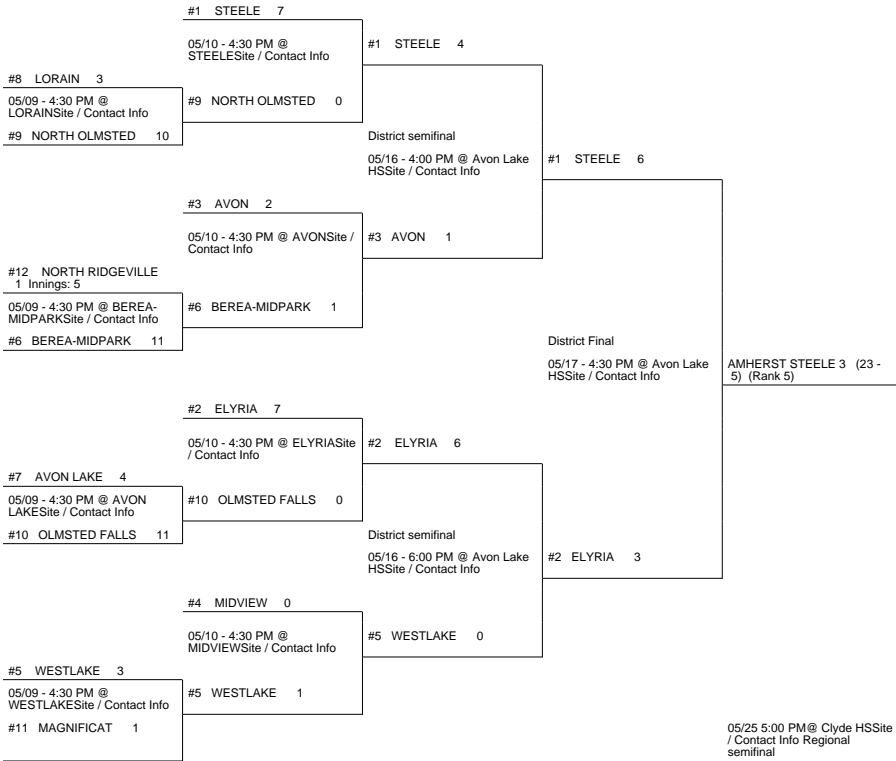 #1 STEELE 7
05/10 - 4:30 PM @
STEELESite / Contact Info
#1 STEELE 4
#8 LORAIN 3
05/09 - 4:30 PM @
LORAINSite / Contact Info
#9 NORTH OLMSTED 0
#9 NORTH OLMSTED 10
District semifinal
05/16 - 4:00 PM @ Avon Lake
HSSite / Contact Info
#1 STEELE 6
#3 AVON 2
05/10 - 4:30 PM @ AVONSite /
Contact Info
#3 AVON 1
#12 NORTH RIDGEVILLE
1 Innings: 5
05/09 - 4:30 PM @ BEREA-
MIDPARKSite / Contact Info
#6 BEREA-MIDPARK 1
#6 BEREA-MIDPARK 11
District Final
05/17 - 4:30 PM @ Avon Lake
HSSite / Contact Info
AMHERST STEELE 3 (23 -
5) (Rank 5)
#2 ELYRIA 7
05/10 - 4:30 PM @ ELYRIASite
/ Contact Info
#2 ELYRIA 6
#7 AVON LAKE 4
05/09 - 4:30 PM @ AVON
LAKESite / Contact Info
#10 OLMSTED FALLS 0
#10 OLMSTED FALLS 11
District semifinal
05/16 - 6:00 PM @ Avon Lake
HSSite / Contact Info
#2 ELYRIA 3
#4 MIDVIEW 0
05/10 - 4:30 PM @
MIDVIEWSite / Contact Info
#5 WESTLAKE 0
#5 WESTLAKE 3
05/09 - 4:30 PM @
WESTLAKESite / Contact Info
#5 WESTLAKE 1
#11 MAGNIFICAT 1
05/25 5:00 PM@ Clyde HSSite
/ Contact Info Regional
semifinal